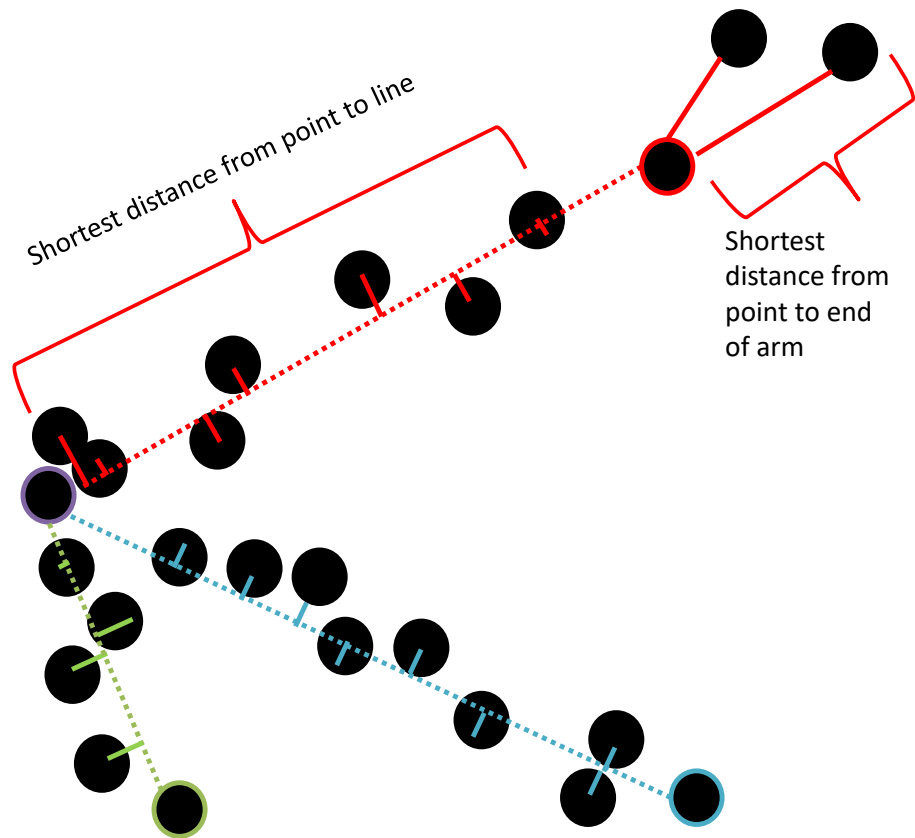 Shortest distance from point to line
Shortest
distance from
point to end
of arm